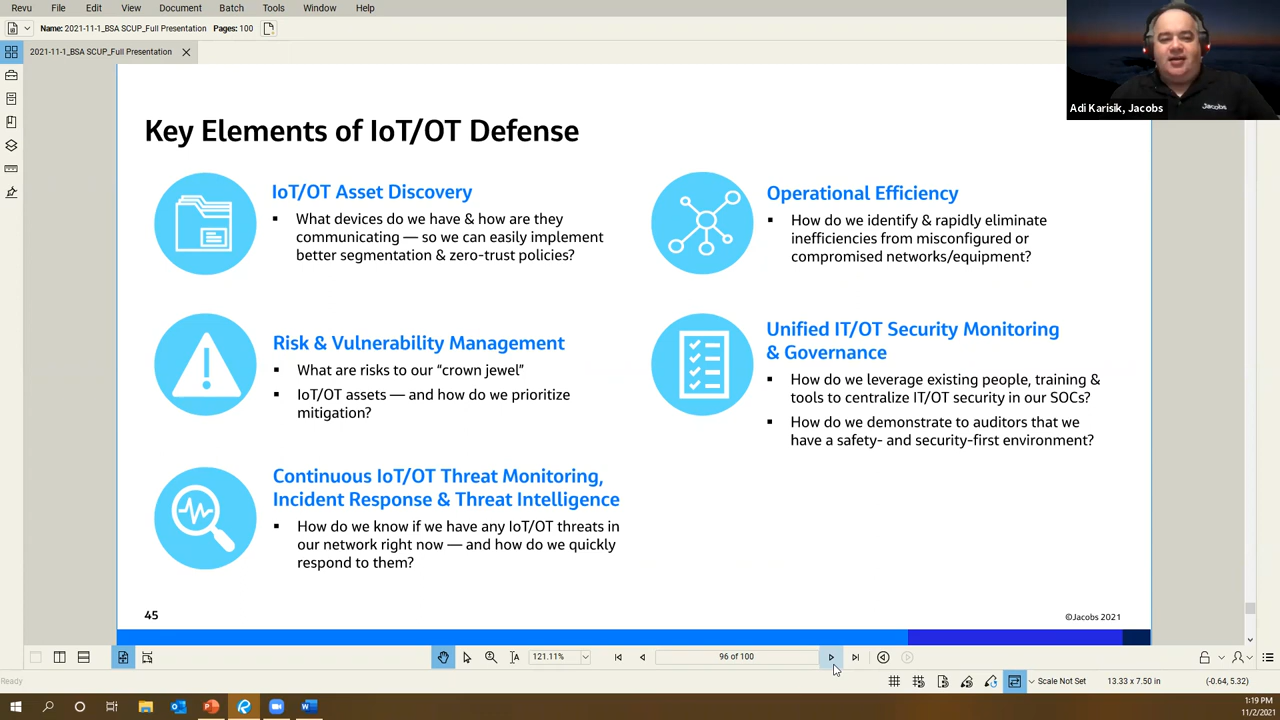 Revu File Edit View Document Batch Tools Window Help
Name: 2021-11-1_BSA SCUP_Full Presentation Pages: 100
2021-11-1_BSA SCUP_Full Presentation
Jacobs
Adi Karisik, Jacobs
Key Elements of IoT/OT Defense
IoT/OT Asset Discovery
▪ What devices do we have & how are they
communicating — so we can easily implement
better segmentation & zero-trust policies?
Risk & Vulnerability Management
▪ What are risks to our “crown jewel”
▪ IoT/OT assets — and how do we prioritize
mitigation?
Continuous IoT/OT Threat Monitoring,
Incident Response & Threat Intelligence
▪ How do we know if we have any IoT/OT threats in
our network right now — and how do we quickly
respond to them?
Operational Efficiency
▪ How do we identify & rapidly eliminate
inefficiencies from misconfigured or
compromised networks/equipment?
Unified IT/OT Security Monitoring
& Governance
▪ How do we leverage existing people, training &
tools to centralize IT/OT security in our SOCs?
▪ How do we demonstrate to auditors that we
have a safety- and security-first environment?
45
©Jacobs 2021
121.11%
96 of 100
Ready
Scale Not Set
13.33 x 7.50 in
(-0.64, 5.32)
1:19 PM
11/2/2021